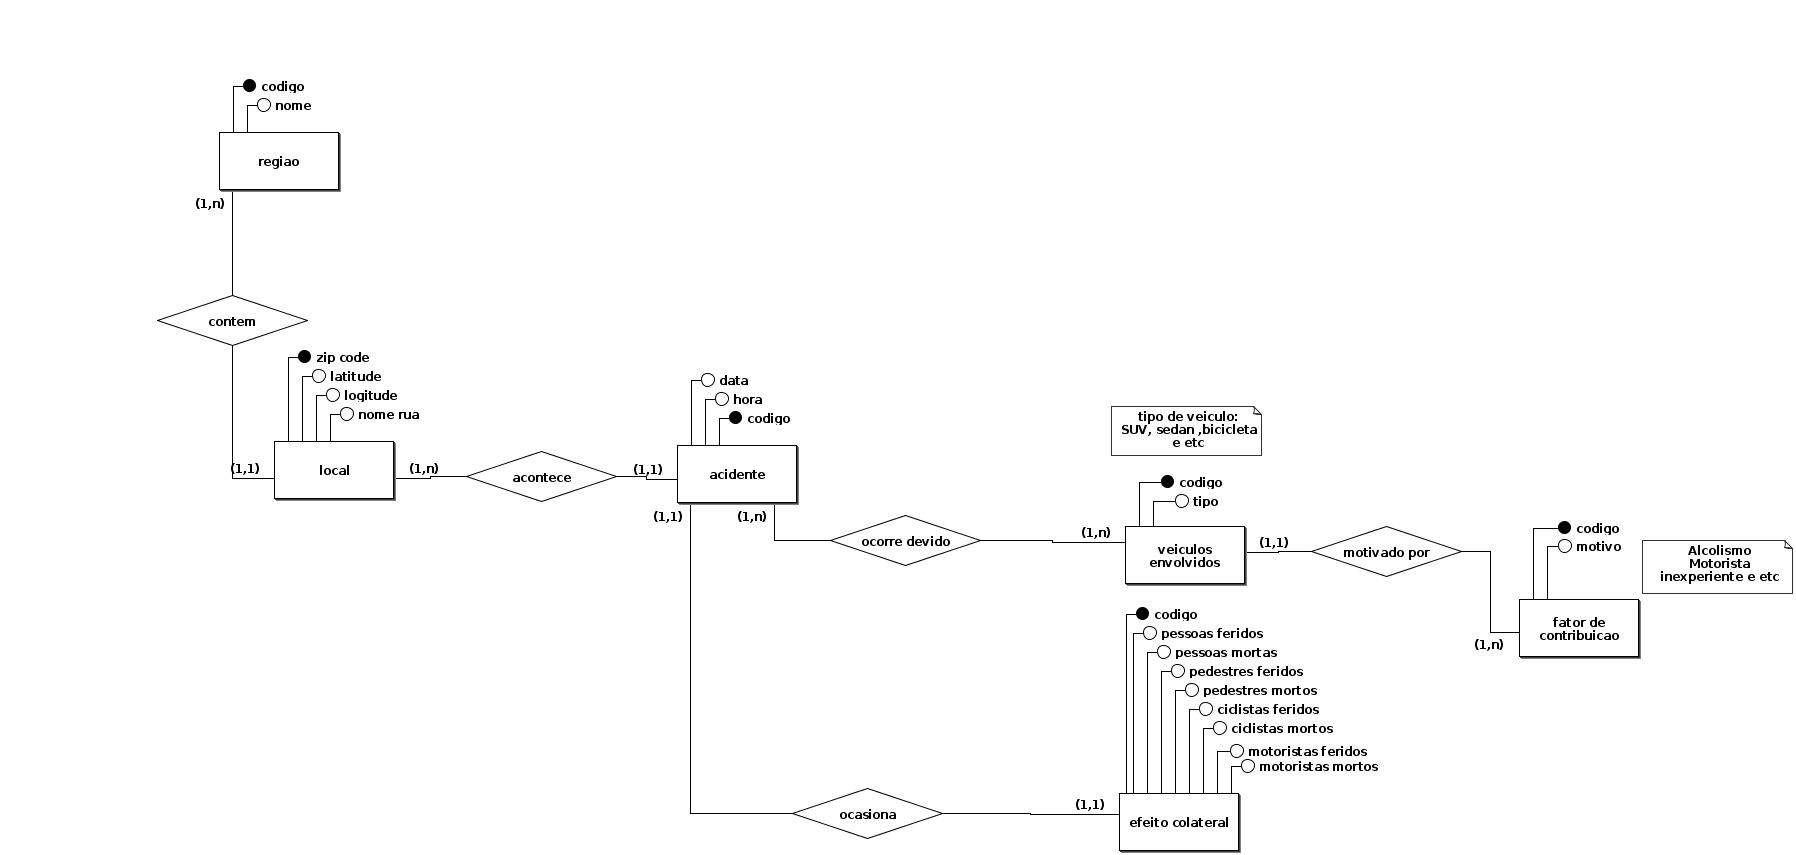 codigo
nome
regiao
(1,n)
contem
zip code
latitude
logitude
nome rua
(1,1)
local
(1,n)
acontece
(1,1)
data
hora
codigo
acidente
(1,1)
(1,n)
ocorre devido
(1,n)
tipo de veiculo:
SUV, sedan ,bicicleta
e etc
codigo
tipo
veiculos
envolvidos
(1,1)
motivado por
(1,n)
codigo
motivo
Alcolismo
Motorista
inexperiente e etc
fator de
contribuicao
codigo
pessoas feridos
pessoas mortas
pedestres feridos
pedestres mortos
ciclistas feridos
ciclistas mortos
motoristas feridos
motoristas mortos
ocasiona
(1,1)
efeito colateral